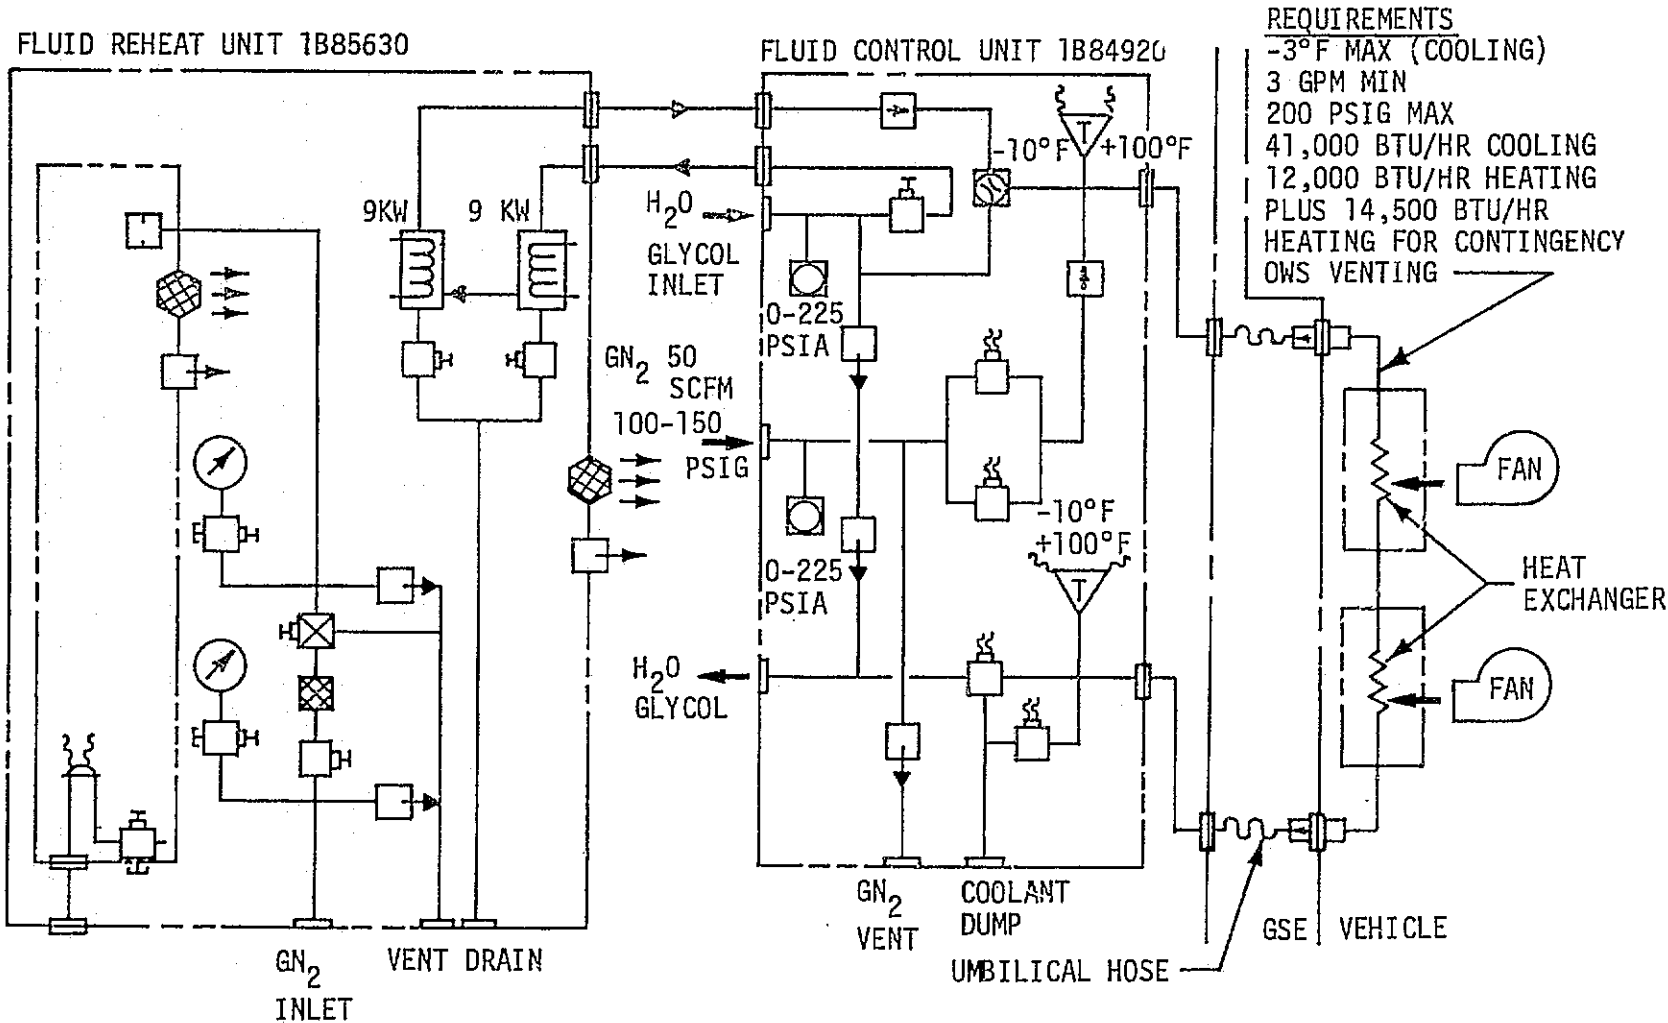 FLUID REHEAT UNIT 1B85630
FLUID CONTROL UNIT 1B84920
REQUIREMENTS
-3°F MAX (COOLING)
3 GPM MIN
200 PSIG MAX
41,000 BTU/HR COOLING
12,000 BTU/HR HEATING
PLUS 14,500 BTU/HR
HEATING FOR CONTINGENCY
OWS VENTING
T
-10°F
+100°F
9KW
9 KW
H2O
GLYCOL
INLET
0-225
PSIA
GN2 50
SCFM
100-150
PSIG
0-225
PSIA
-10°F
+100°F
T
H2O
GLYCOL
FAN
HEAT
EXCHANGER
FAN
GN2
INLET
VENT
DRAIN
GN2
VENT
COOLANT
DUMP
UMBILICAL HOSE
GSE
VEHICLE